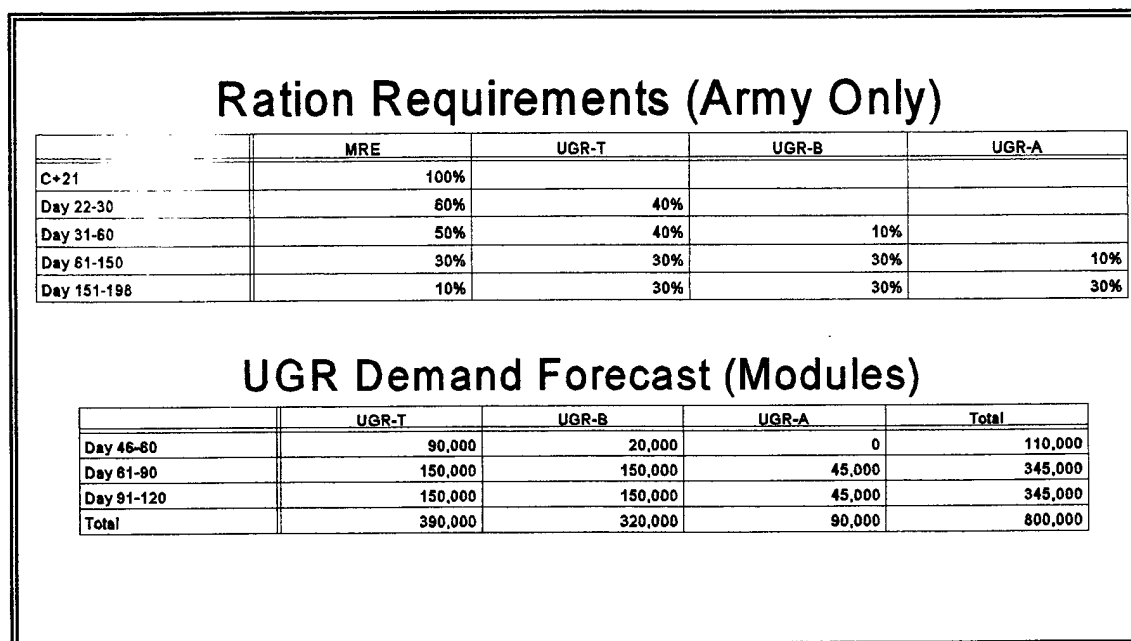 Ration Requirements (Army Only)
MRE UGR-T UGR-B UGR-A
C+21 100%
Day 22-30 60% 40%
Day 31-60 50% 40% 10%
Day 61-150 30% 30% 30% 10%
Day 151-198 10% 30% 30% 30%
UGR Demand Forecast (Modules)
UGR-T UGR-B UGR-A Total
Day 46-60 90,000 20,000 0 110,000
Day 61-90 150,000 150,000 45,000 345,000
Day 91-120 150,000 150,000 45,000 345,000
Total 390,000 320,000 90,000 800,000